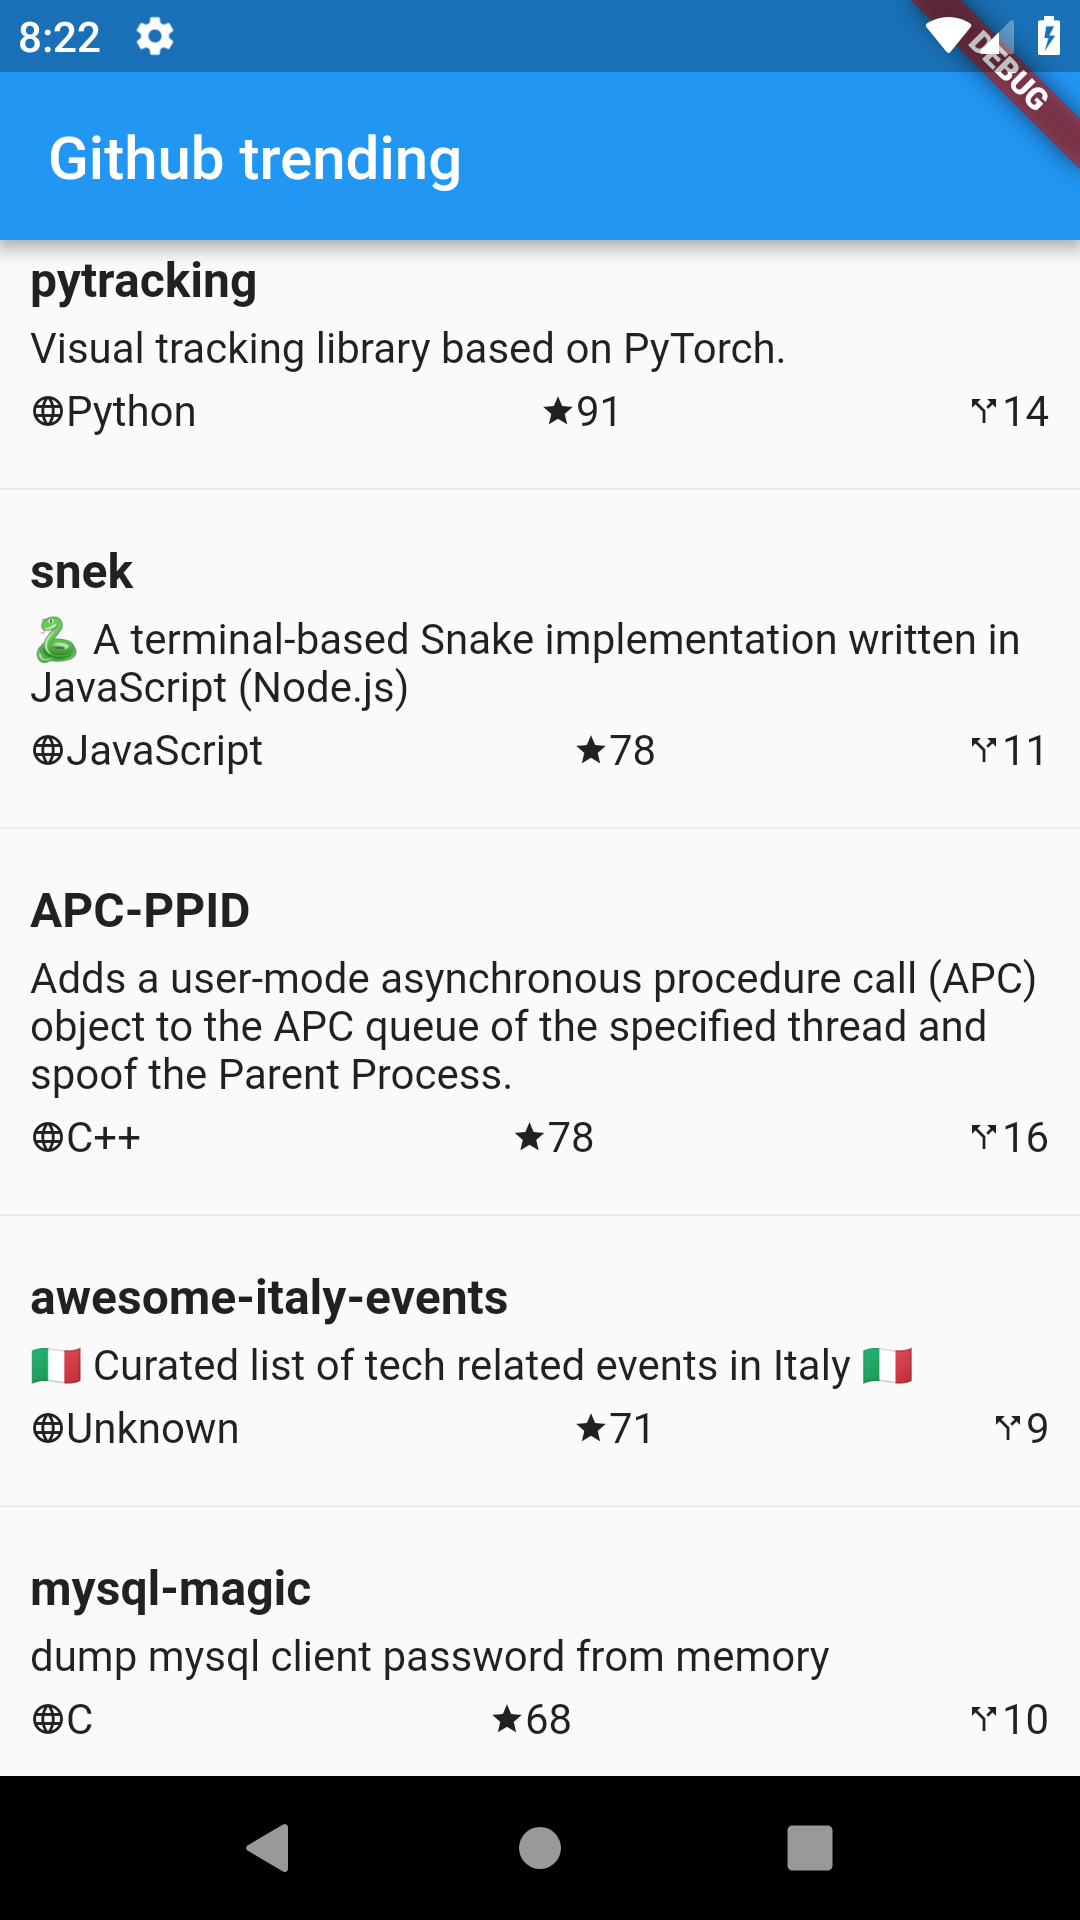 8:22
DEBUG
Github trending
pytracking
Visual tracking library based on PyTorch.
Python 91 14
snek
🐍 A terminal-based Snake implementation written in
JavaScript (Node.js)
JavaScript 78 11
APC-PPID
Adds a user-mode asynchronous procedure call (APC)
object to the APC queue of the specified thread and
spoof the Parent Process.
C++ 78 16
awesome-italy-events
🇮🇹 Curated list of tech related events in Italy 🇮🇹
Unknown 71 9
mysql-magic
dump mysql client password from memory
C 68 10